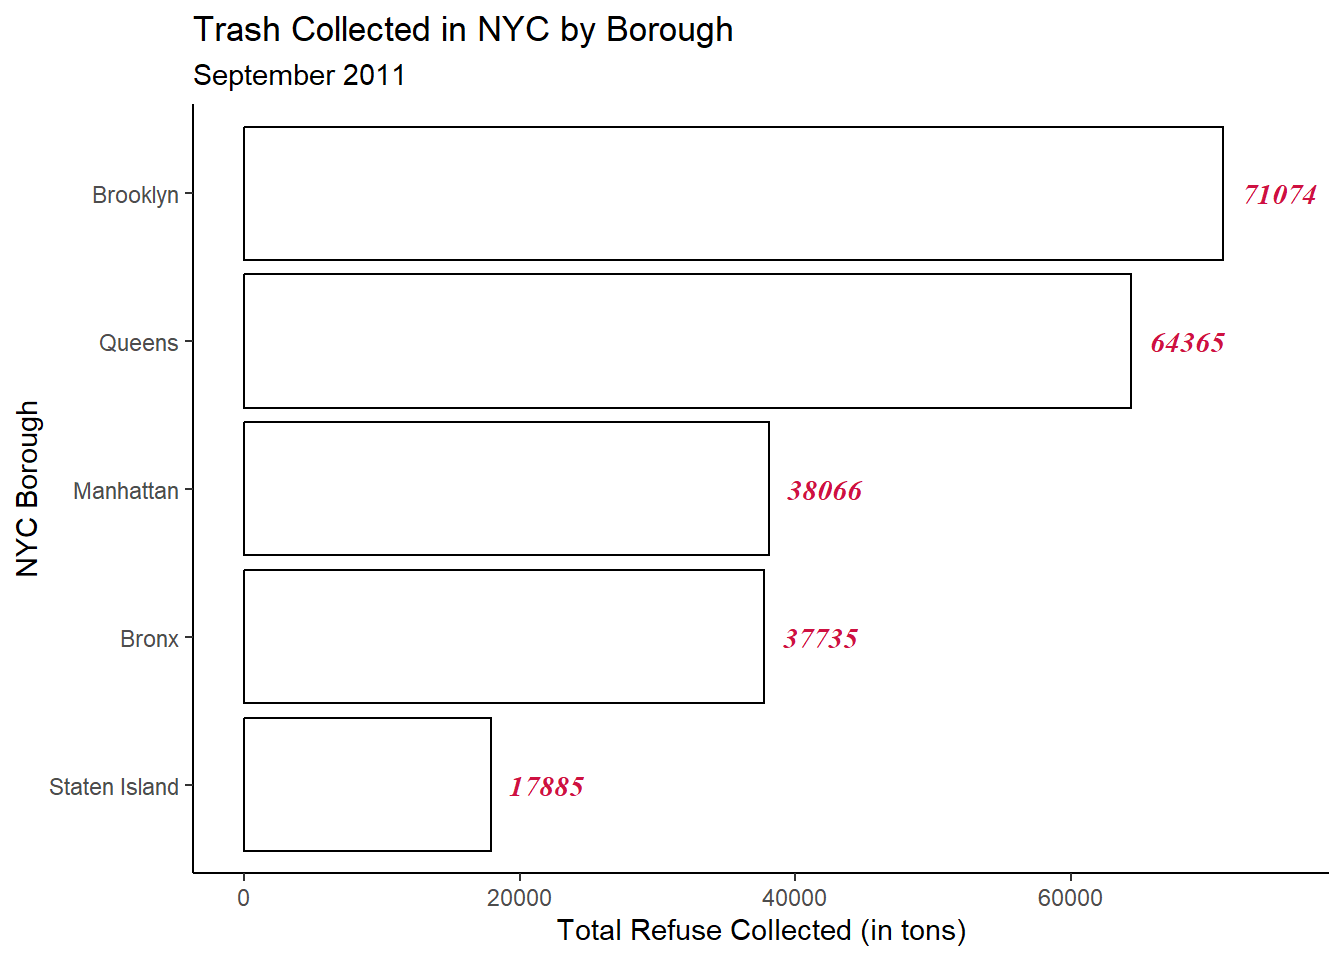 Trash Collected in NYC by Borough
September 2011
Brooklyn
71074
Queens
64365
Manhattan
38066
Bronx
37735
Staten Island
17885
NYC Borough
0 20000 40000 60000
Total Refuse Collected (in tons)